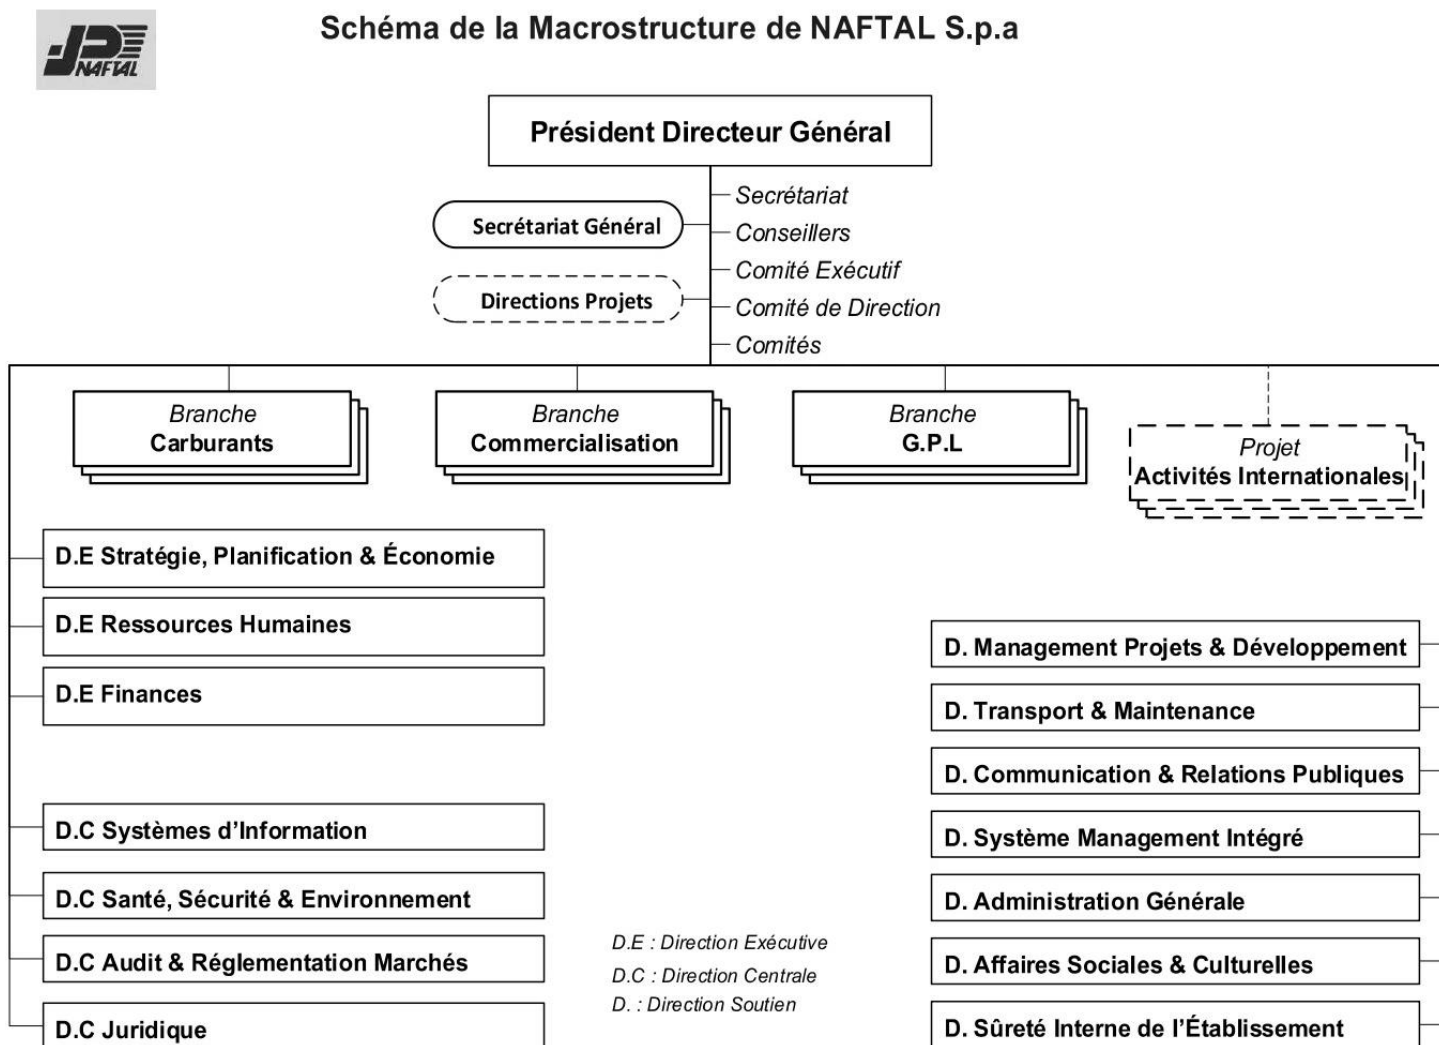 Schéma de la Macrostructure de NAFTAL S.p.a
NAFTAL
Président Directeur Général
Secrétariat
Secrétariat Général
Conseillers
Comité Exécutif
Directions Projets
Comité de Direction
Comités
Branche
Carburants
Branche
Commercialisation
Branche
G.P.L
Projet
Activités Internationales
D.E Stratégie, Planification & Économie
D.E Ressources Humaines
D.E Finances
D.C Systèmes d’Information
D.C Santé, Sécurité & Environnement
D.C Audit & Réglementation Marchés
D.C Juridique
D.E : Direction Exécutive
D.C : Direction Centrale
D. : Direction Soutien
D. Management Projets & Développement
D. Transport & Maintenance
D. Communication & Relations Publiques
D. Système Management Intégré
D. Administration Générale
D. Affaires Sociales & Culturelles
D. Sûreté Interne de l’Établissement